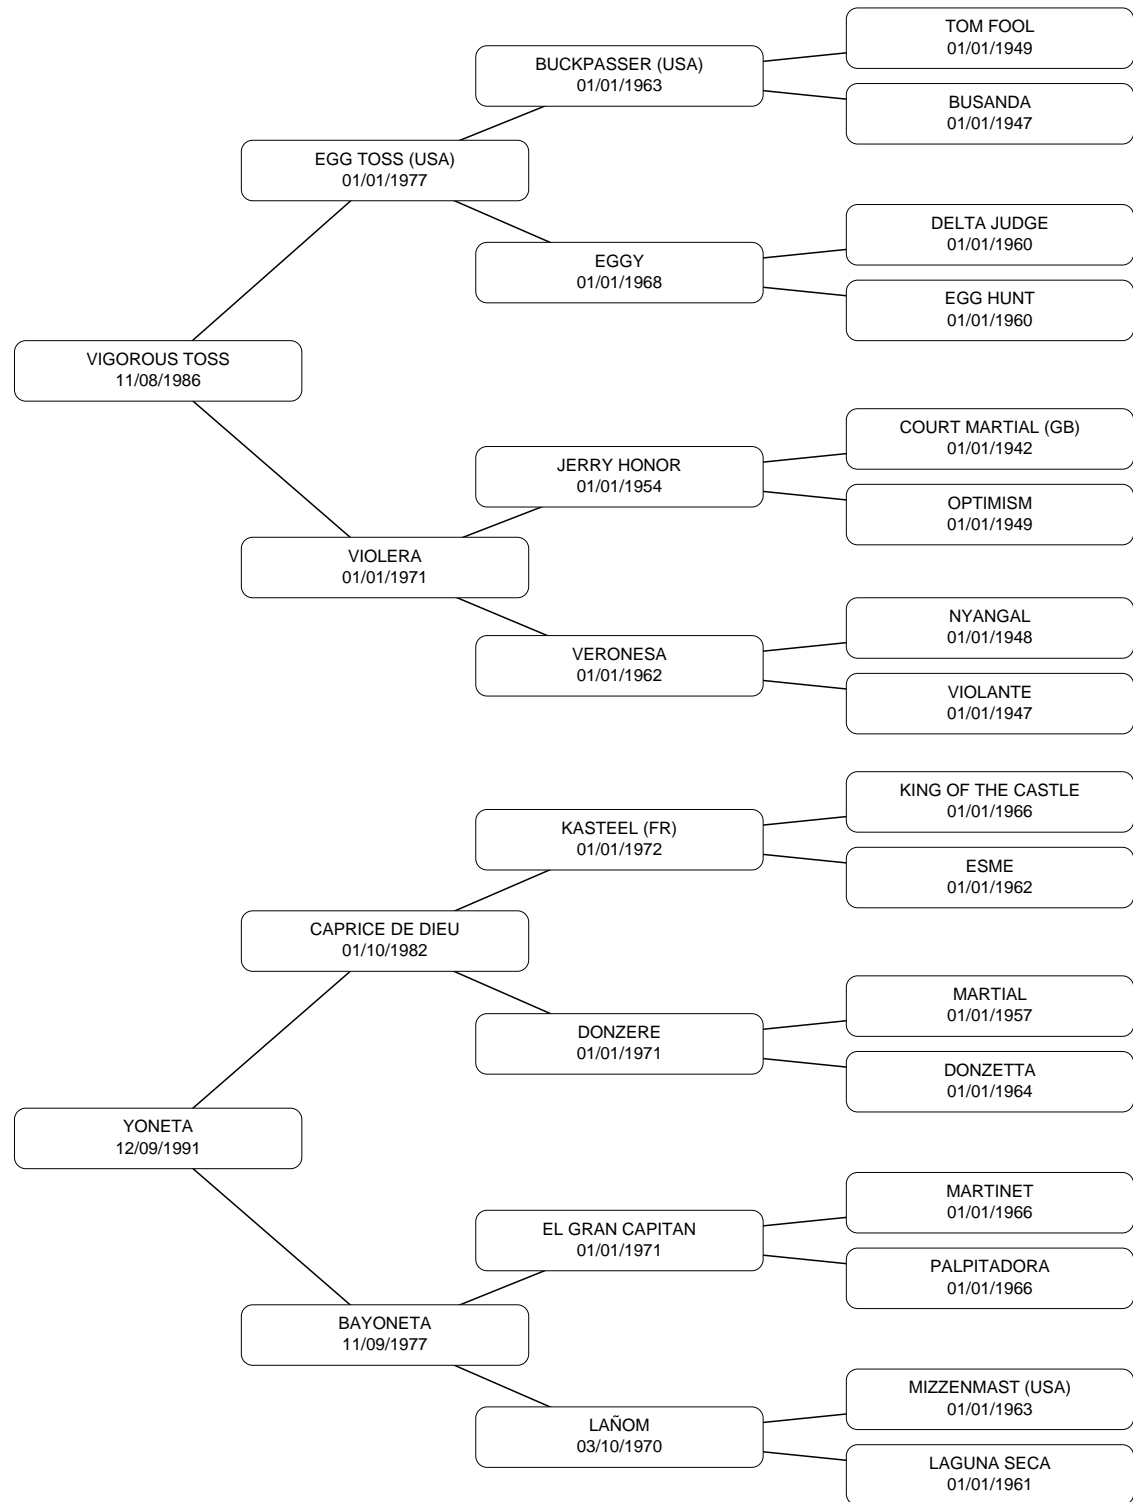 TOM FOOL
01/01/1949
BUCKPASSER (USA)
01/01/1963
BUSANDA
01/01/1947
EGG TOSS (USA)
01/01/1977
DELTA JUDGE
01/01/1960
EGGY
01/01/1968
EGG HUNT
01/01/1960
VIGOROUS TOSS
11/08/1986
COURT MARTIAL (GB)
01/01/1942
JERRY HONOR
01/01/1954
OPTIMISM
01/01/1949
VIOLERA
01/01/1971
NYANGAL
01/01/1948
VERONESA
01/01/1962
VIOLANTE
01/01/1947
KING OF THE CASTLE
01/01/1966
KASTEEL (FR)
01/01/1972
ESME
01/01/1962
CAPRICE DE DIEU
01/10/1982
MARTIAL
01/01/1957
DONZERE
01/01/1971
DONZETTA
01/01/1964
YONETA
12/09/1991
MARTINET
01/01/1966
EL GRAN CAPITAN
01/01/1971
PALPITADORA
01/01/1966
BAYONETA
11/09/1977
MIZZENMAST (USA)
01/01/1963
LAÑOM
03/10/1970
LAGUNA SECA
01/01/1961